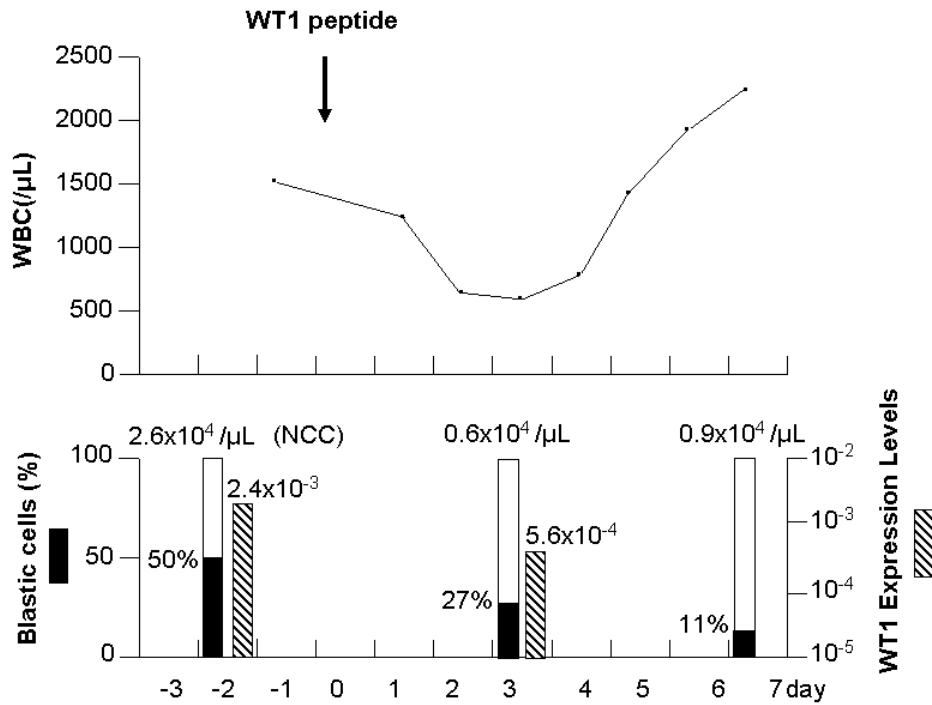 WT1 peptide
WBC(/µL)
2500
2000
1500
1000
500
0
2.6x10⁴ /µL (NCC)
0.6x10⁴ /µL
0.9x10⁴ /µL
Blastic cells (%)
100
50
0
2.4x10⁻³
5.6x10⁻⁴
50%
27%
11%
10⁻²
10⁻³
10⁻⁴
10⁻⁵
WT1 Expression Levels
-3 -2 -1 0 1 2 3 4 5 6 7 day